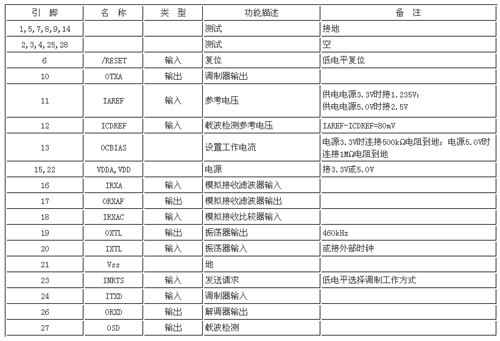 引 脚 名 称 类 型 功能描述 备 注
1,5,7,8,9,14 测试 接地
2,3,4,25,28 测试 空
6 /RESET 输入 复位 低电平复位
10 OTXA 输出 调制器输出
11 IAREF 输入 参考电压 供电电源3.3V时接1.235V;
供电电源5.0V时接2.5V
12 ICDREF 输入 载波检测参考电压 IAREF-ICDREF=80mV
13 OCBIAS 设置工作电流 电源3.3V时连接500kΩ电阻到地; 电源5.0V时
连接1MΩ电阻到地
15,22 VDDA,VDD 电源 接3.3V或5.0V
16 IRXA 输入 模拟接收滤波器输入
17 ORXAF 输出 模拟接收滤波器输出
18 IRXAC 输入 模拟接收比较器输入
19 OXTL 输出 振荡器输出 460kHz
20 IXTL 输入 振荡器输入 或接外部时钟
21 Vss 地
23 INRTS 输入 发送请求 低电平选择调制工作方式
24 ITXD 输入 调制器输入
26 ORXD 输出 解调器输出
27 OSD 输出 载波检测